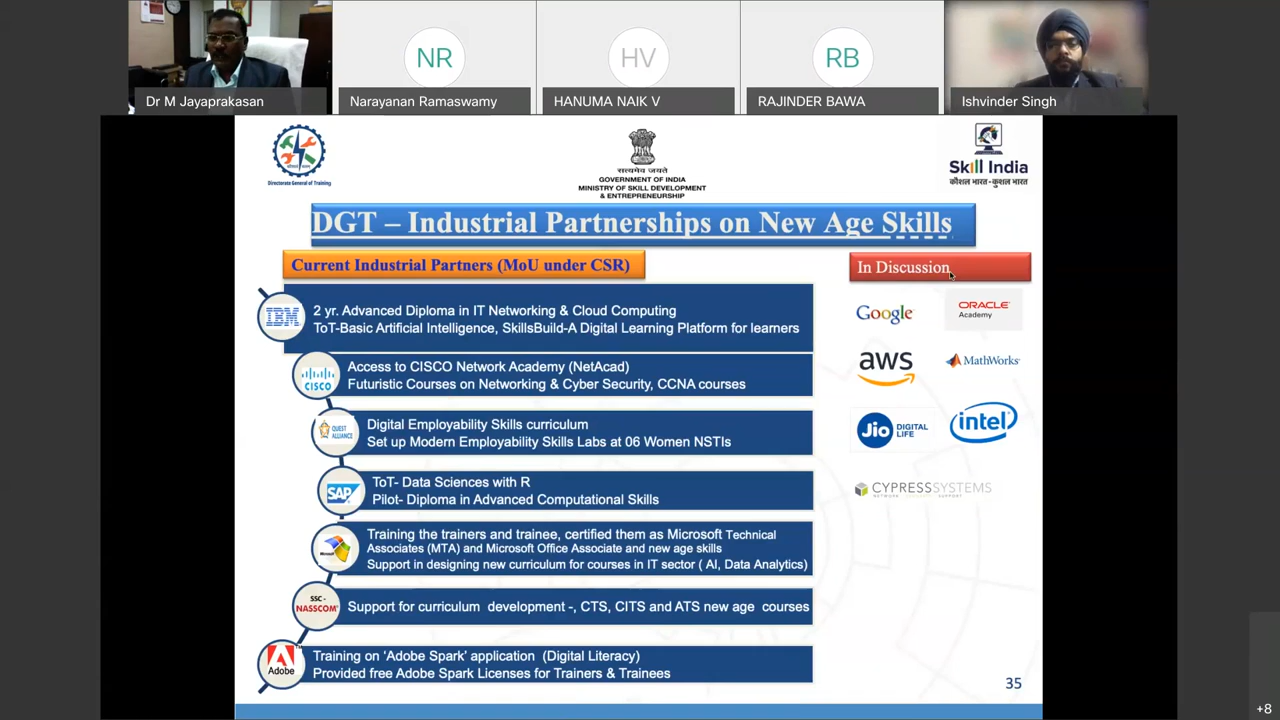 NR
HV
RB
Dr M Jayaprakasan
Narayanan Ramaswamy
HANUMA NAIK V
RAJINDER BAWA
Ishvinder Singh
Directorate General of Training
सत्यमेव जयते
GOVERNMENT OF INDIA
MINISTRY OF SKILL DEVELOPMENT
& ENTREPRENEURSHIP
Skill India
कौशल भारत-कुशल भारत
DGT – Industrial Partnerships on New Age Skills
Current Industrial Partners (MoU under CSR)
In Discussion
IBM
2 yr. Advanced Diploma in IT Networking & Cloud Computing
ToT-Basic Artificial Intelligence, SkillsBuild-A Digital Learning Platform for learners
CISCO
Access to CISCO Network Academy (NetAcad)
Futuristic Courses on Networking & Cyber Security, CCNA courses
QUEST
ALLIANCE
Digital Employability Skills curriculum
Set up Modern Employability Skills Labs at 06 Women NSTIs
SAP
ToT- Data Sciences with R
Pilot- Diploma in Advanced Computational Skills
Microsoft
Training the trainers and trainee, certified them as Microsoft Technical
Associates (MTA) and Microsoft Office Associate and new age skills
Support in designing new curriculum for courses in IT sector ( AI, Data Analytics)
SSC -
NASSCOM
Support for curriculum development -, CTS, CITS and ATS new age courses
Adobe
Training on ‘Adobe Spark’ application (Digital Literacy)
Provided free Adobe Spark Licenses for Trainers & Trainees
Google
ORACLE
Academy
aws
MathWorks
Jio
DIGITAL
LIFE
intel
CYPRESSSYSTEMS
35
+8